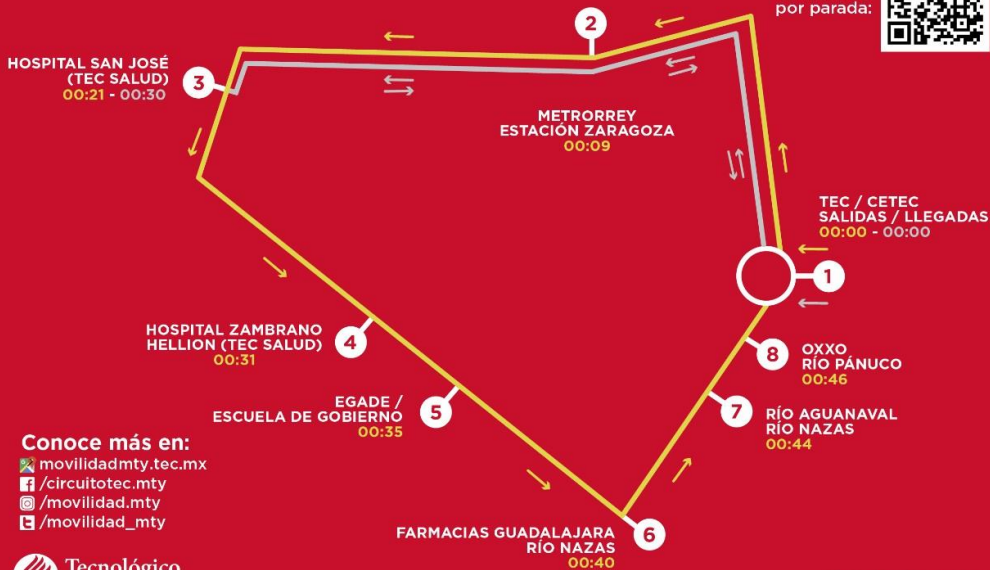 por parada:
2
HOSPITAL SAN JOSÉ
(TEC SALUD)
00:21 - 00:30
3
METRORREY
ESTACIÓN ZARAGOZA
00:09
TEC / CETEC
SALIDAS / LLEGADAS
00:00 - 00:00
1
HOSPITAL ZAMBRANO
HELLION (TEC SALUD)
00:31
4
8
OXXO
RÍO PÁNUCO
00:46
EGADE /
ESCUELA DE GOBIERNO
00:35
5
7
RÍO AGUANAVAL
RÍO NAZAS
00:44
Conoce más en:
movilidadmty.tec.mx
/circuitotec.mty
/movilidad.mty
/movilidad_mty
FARMACIAS GUADALAJARA
RÍO NAZAS
00:40
6
Tecnológico